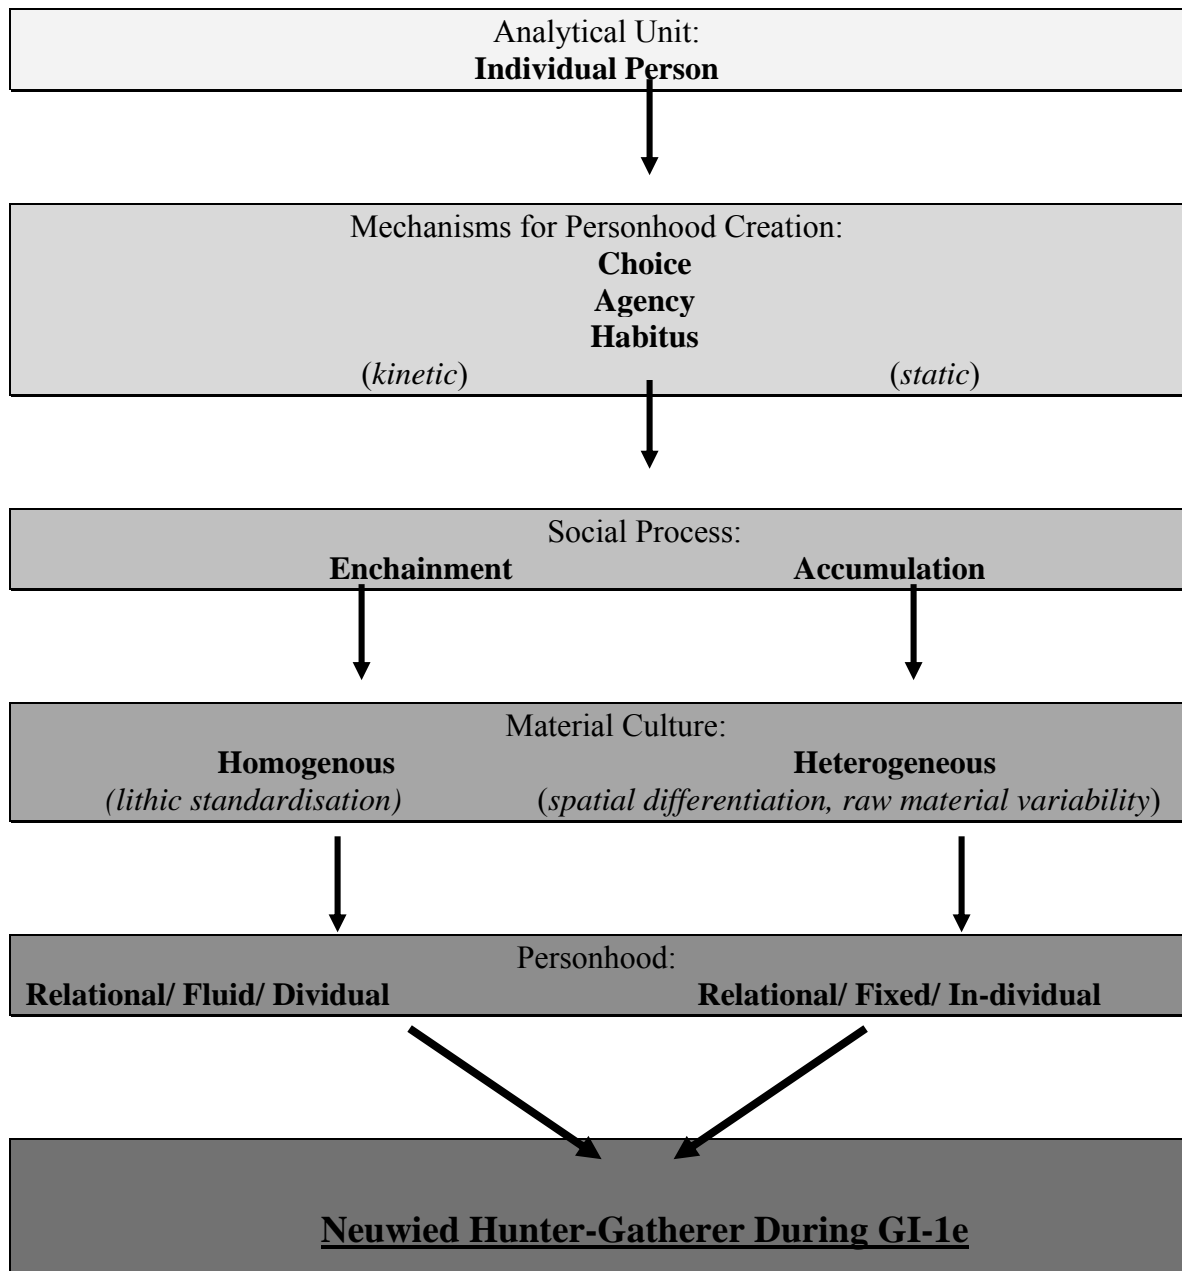 Analytical Unit:
Individual Person
Mechanisms for Personhood Creation:
Choice
Agency
Habitus
(kinetic) (static)
Social Process:
Enchainment Accumulation
Material Culture:
Homogenous Heterogeneous
(lithic standardisation) (spatial differentiation, raw material variability)
Personhood:
Relational/ Fluid/ Dividual Relational/ Fixed/ In-dividual
Neuwied Hunter-Gatherer During GI-1e